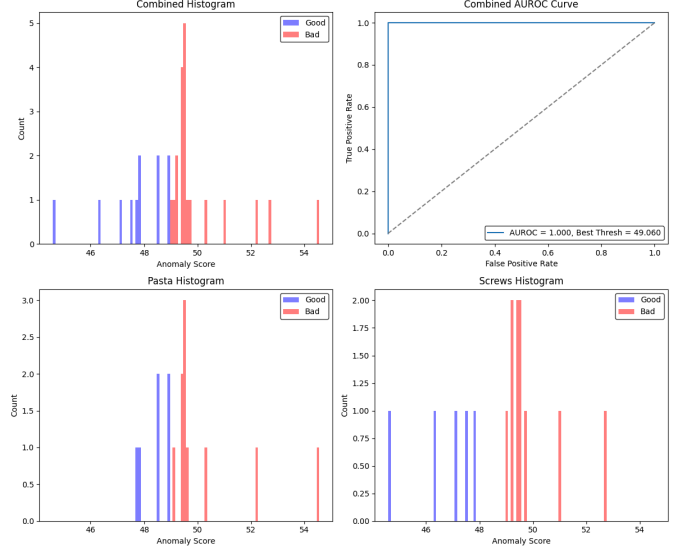 Combined Histogram
Good
Bad
5
4
3
2
1
0
Count
46 48 50 52 54
Anomaly Score
Combined AUROC Curve
1.0
0.8
0.6
0.4
0.2
0.0
True Positive Rate
AUROC = 1.000, Best Thresh = 49.060
0.0 0.2 0.4 0.6 0.8 1.0
False Positive Rate
Pasta Histogram
Good
Bad
3.0
2.5
2.0
1.5
1.0
0.5
0.0
Count
46 48 50 52 54
Anomaly Score
Screws Histogram
Good
Bad
2.00
1.75
1.50
1.25
1.00
0.75
0.50
0.25
0.00
Count
46 48 50 52 54
Anomaly Score